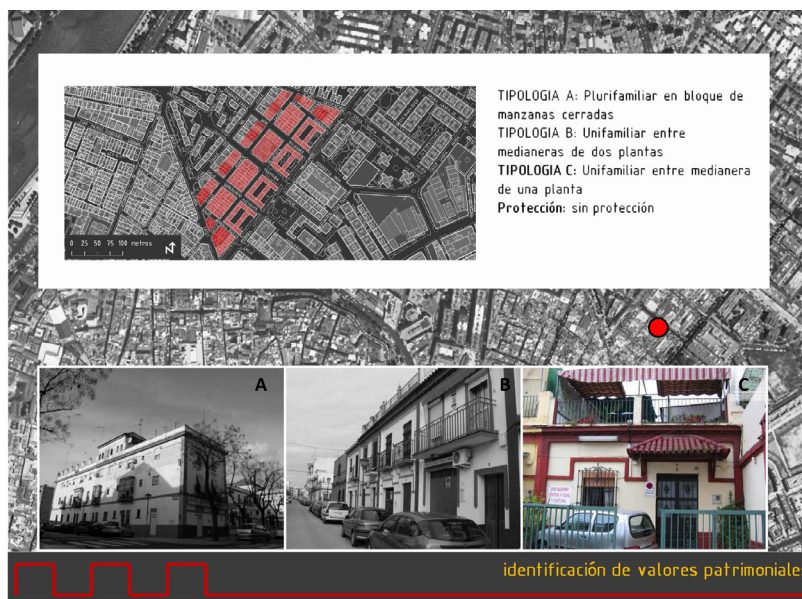 TIPOLOGIA A: Plurifamiliar en bloque de
manzanas cerradas
TIPOLOGIA B: Unifamiliar entre
medianeras de dos plantas
TIPOLOGIA C: Unifamiliar entre medianera
de una planta
Protección: sin protección
0 25 50 75 100 metros
A
B
C
identificación de valores patrimoniales